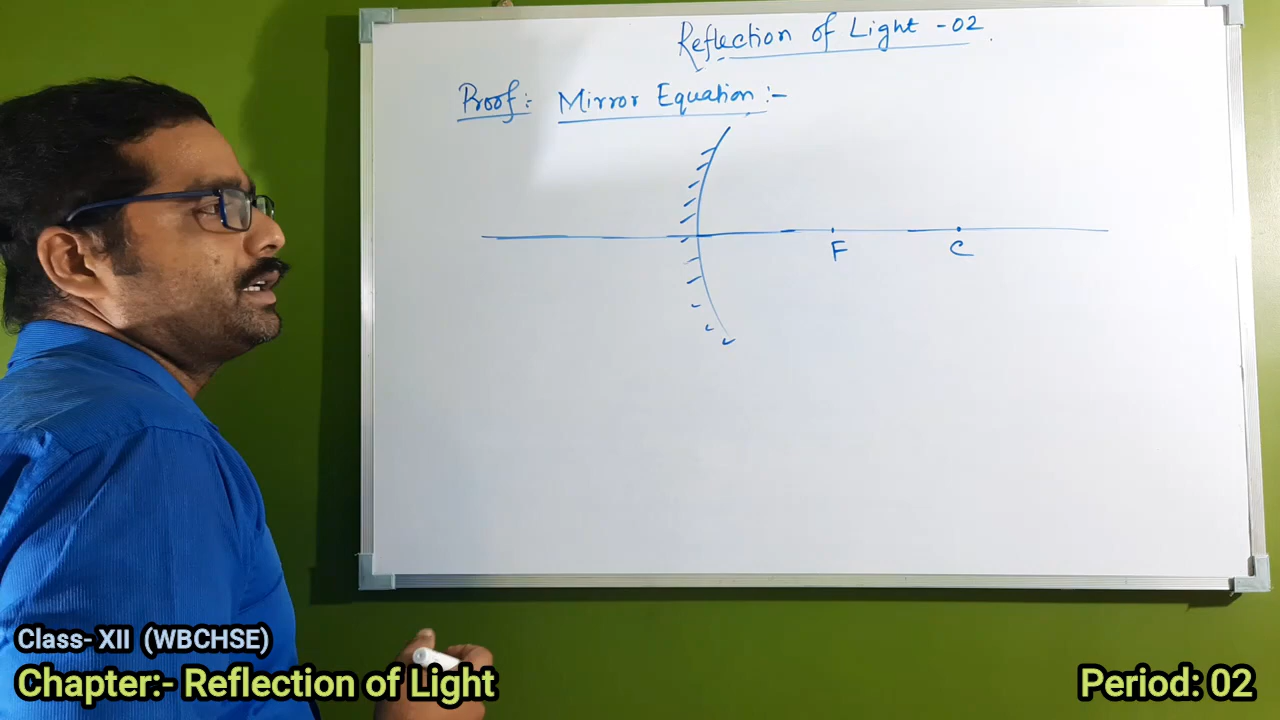 Reflection of Light - 02
Proof:- Mirror Equation :-
F C
Class- XII (WBCHSE)
Chapter:- Reflection of Light
Period: 02